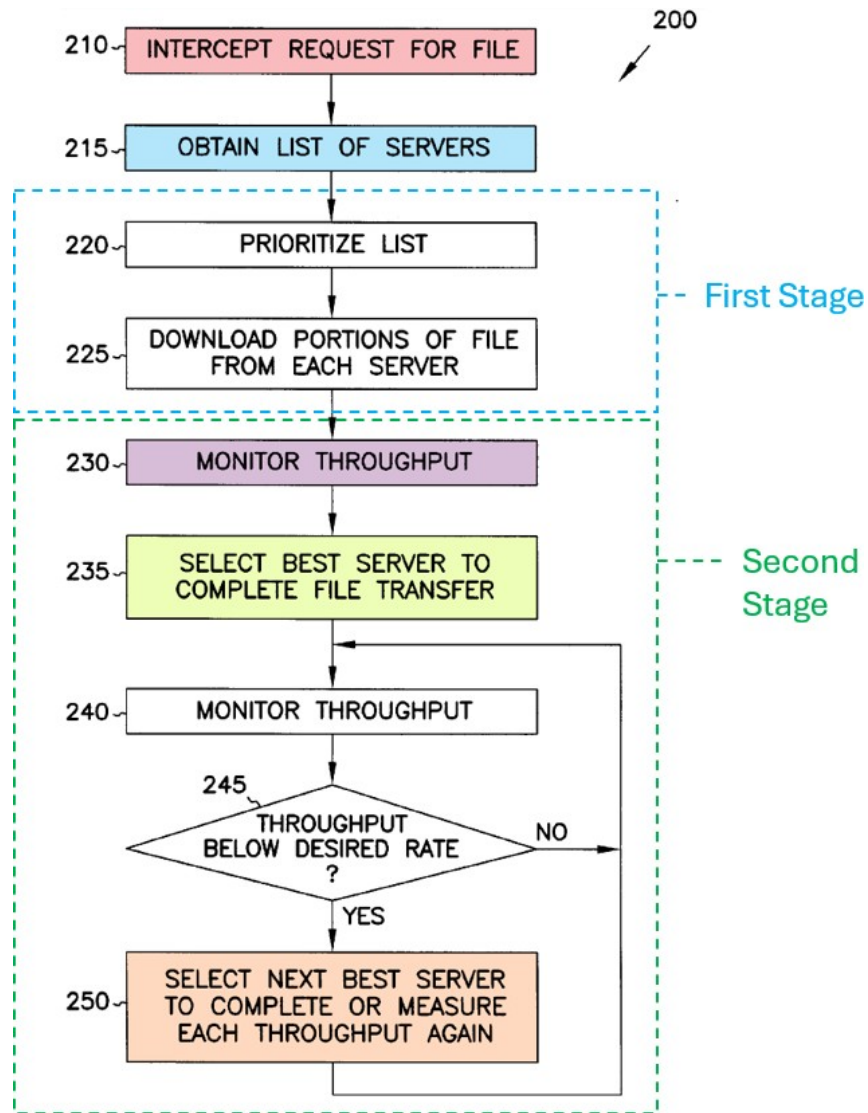 200
210
INTERCEPT REQUEST FOR FILE
215
OBTAIN LIST OF SERVERS
220
PRIORITIZE LIST
First Stage
225
DOWNLOAD PORTIONS OF FILE
FROM EACH SERVER
230
MONITOR THROUGHPUT
235
SELECT BEST SERVER TO
COMPLETE FILE TRANSFER
Second
Stage
240
MONITOR THROUGHPUT
245
THROUGHPUT
BELOW DESIRED RATE
?
NO
YES
250
SELECT NEXT BEST SERVER
TO COMPLETE OR MEASURE
EACH THROUGHPUT AGAIN